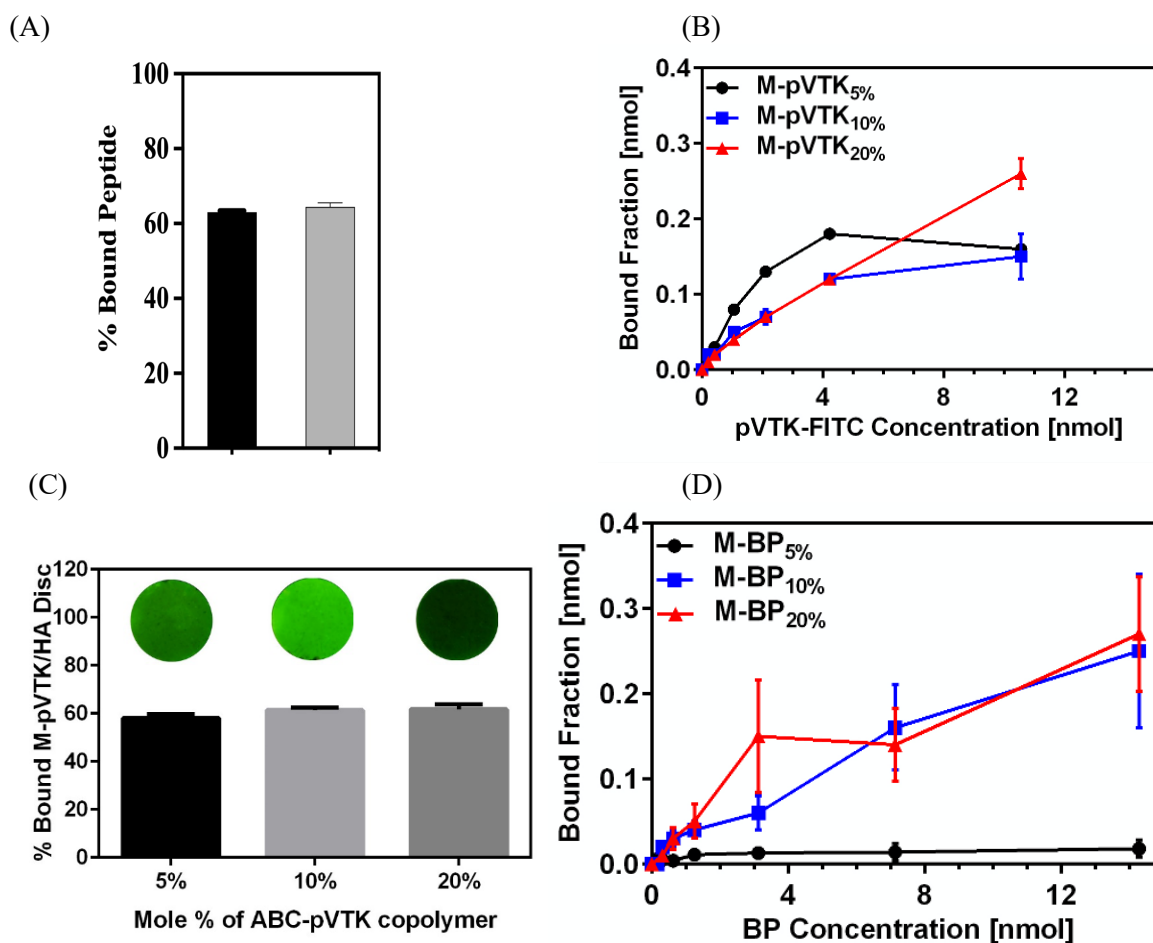 (A)
100
80
60
40
20
0
% Bound Peptide
(B)
0.4
0.3
0.2
0.1
0.0
Bound Fraction [nmol]
M-pVTK5%
M-pVTK10%
M-pVTK20%
0 4 8 12
pVTK-FITC Concentration [nmol]
(C)
120
100
80
60
40
20
0
% Bound M-pVTK/HA Disc
5% 10% 20%
Mole % of ABC-pVTK copolymer
(D)
0.4
0.3
0.2
0.1
0.0
Bound Fraction [nmol]
M-BP5%
M-BP10%
M-BP20%
0 4 8 12
BP Concentration [nmol]